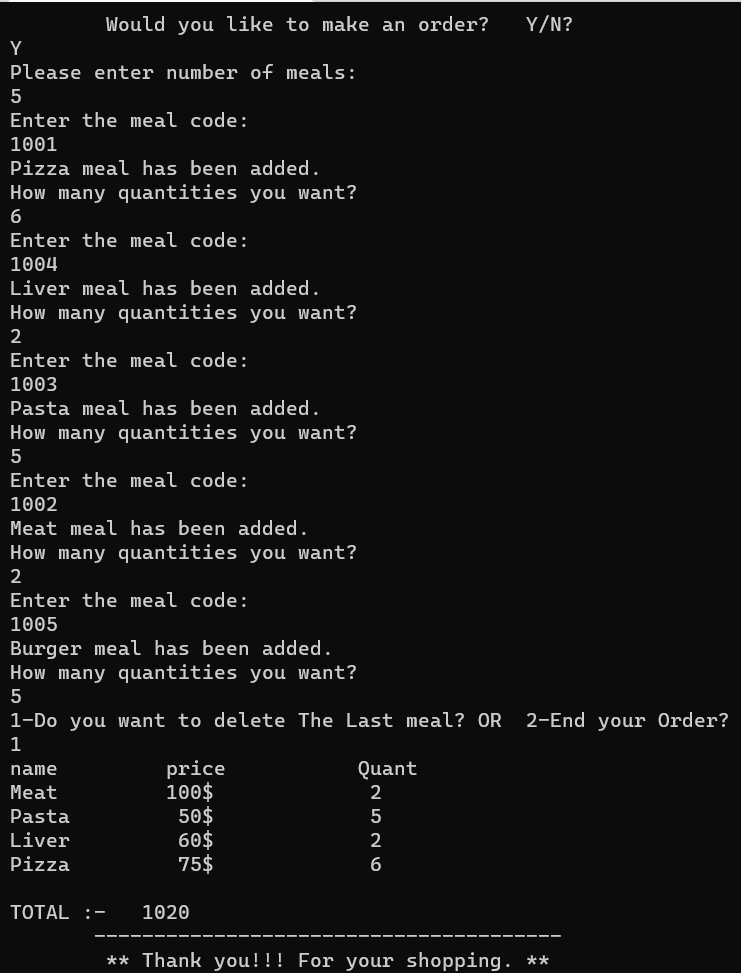 Would you like to make an order?   Y/N?
Y
Please enter number of meals:
5
Enter the meal code:
1001
Pizza meal has been added.
How many quantities you want?
6
Enter the meal code:
1004
Liver meal has been added.
How many quantities you want?
2
Enter the meal code:
1003
Pasta meal has been added.
How many quantities you want?
5
Enter the meal code:
1002
Meat meal has been added.
How many quantities you want?
2
Enter the meal code:
1005
Burger meal has been added.
How many quantities you want?
5
1-Do you want to delete The Last meal? OR  2-End your Order?
1
name         price           Quant
Meat         100$             2
Pasta         50$             5
Liver         60$             2
Pizza         75$             6
TOTAL :-   1020
---------------------------------------
** Thank you!!! For your shopping. **